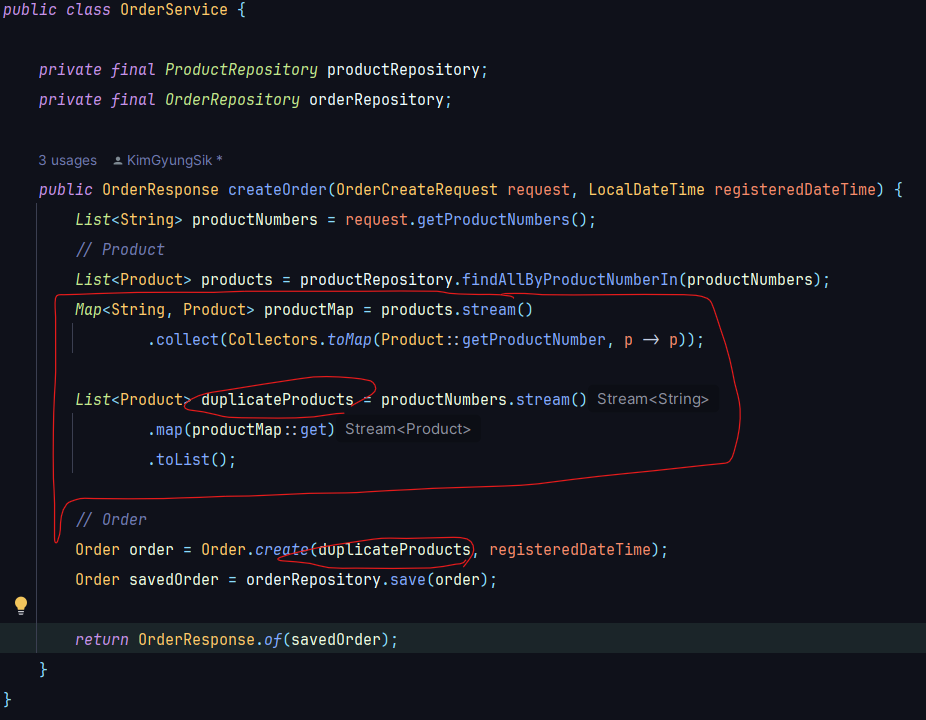 public class OrderService {
private final ProductRepository productRepository;
private final OrderRepository orderRepository;
3 usages KimGyungSik *
public OrderResponse createOrder(OrderCreateRequest request, LocalDateTime registeredDateTime) {
List<String> productNumbers = request.getProductNumbers();
// Product
List<Product> products = productRepository.findAllByProductNumberIn(productNumbers);
Map<String, Product> productMap = products.stream()
.collect(Collectors.toMap(Product::getProductNumber, p -> p));
List<Product> duplicateProducts = productNumbers.stream() Stream<String>
.map(productMap::get) Stream<Product>
.toList();
// Order
Order order = Order.create(duplicateProducts, registeredDateTime);
Order savedOrder = orderRepository.save(order);
return OrderResponse.of(savedOrder);
}
}